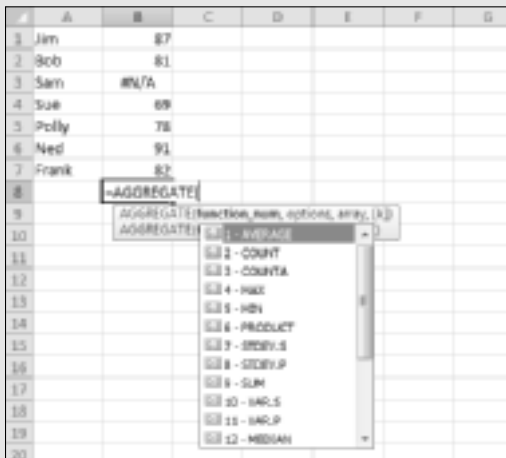 A B C D E F G
1 Jim 87
2 Bob 81
3 Sam #N/A
4 Sue 69
5 Polly 78
6 Ned 91
7 Frank 82
8 =AGGREGATE(
9 AGGREGATE(function_num, options, array, [k])
10 AGGREGATE(
1 - AVERAGE
11 2 - COUNT
12 3 - COUNTA
13 4 - MAX
5 - MIN
14 6 - PRODUCT
15 7 - STDEV.S
16 8 - STDEV.P
17 9 - SUM
18 10 - VAR.S
19 11 - VAR.P
20 12 - MEDIAN